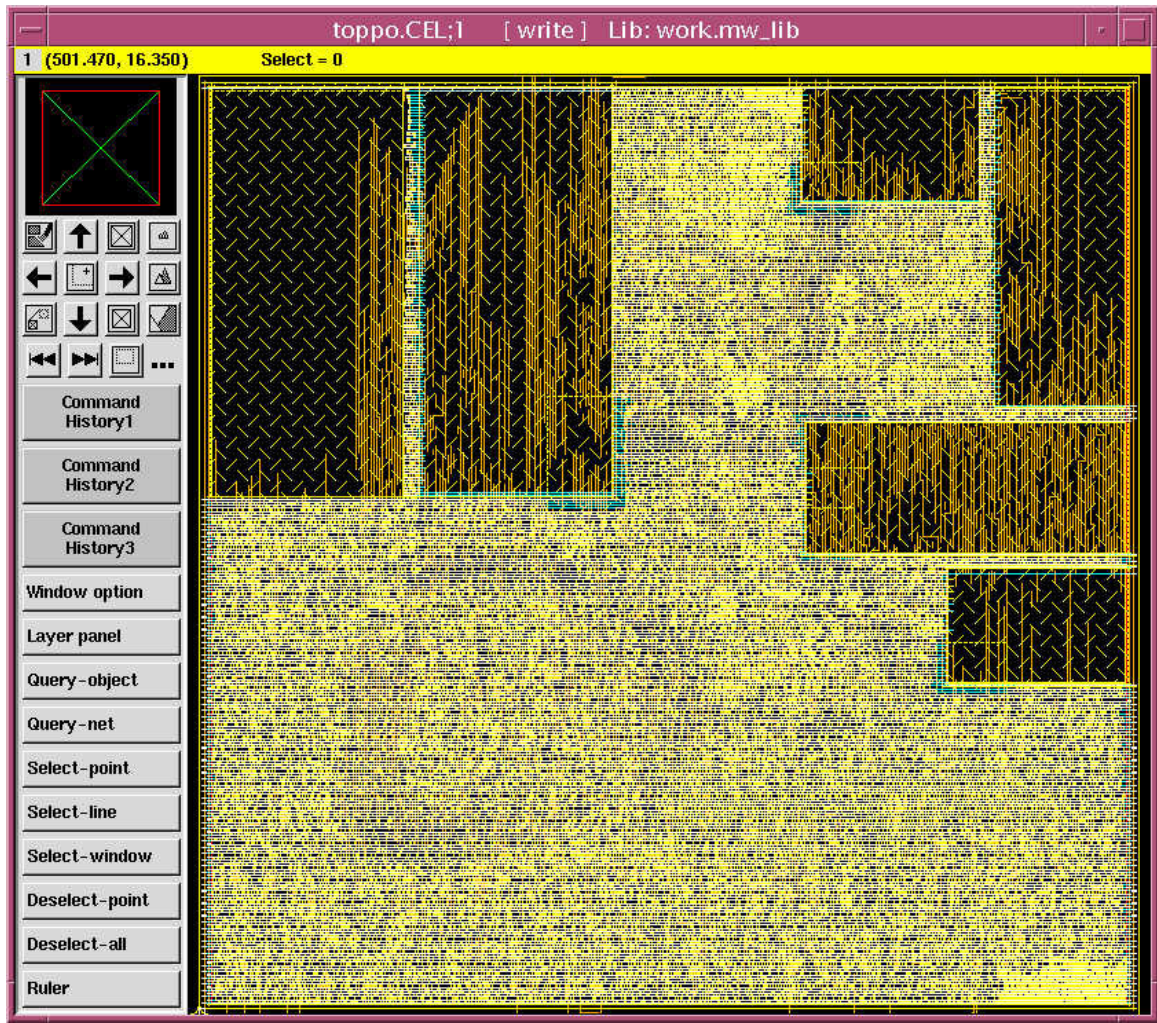 toppo.CEL;1 [ write ] Lib: work.mw_lib
1 (501.470, 16.350) Select = 0
...
Command
History1
Command
History2
Command
History3
Window option
Layer panel
Query-object
Query-net
Select-point
Select-line
Select-window
Deselect-point
Deselect-all
Ruler